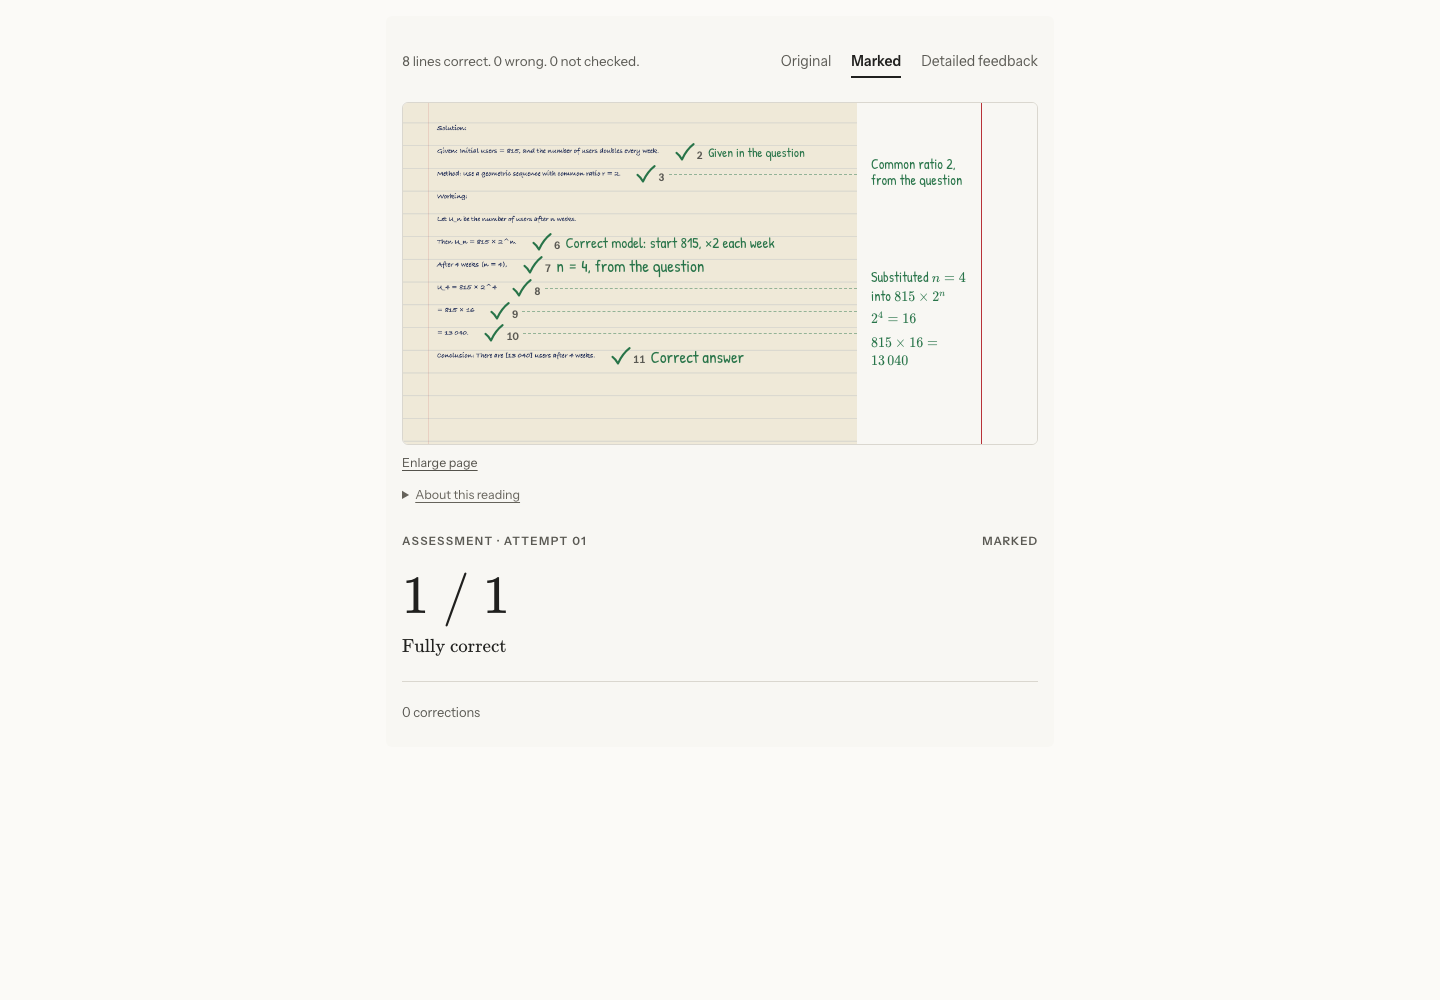 8 lines correct. 0 wrong. 0 not checked.
Original Marked Detailed feedback
Solution:
Given: Initial users = 815, and the number of users doubles every week. 2 Given in the question
Method: Use a geometric sequence with common ratio r = 2. 3
Common ratio 2,
from the question
Working:
Let U_n be the number of users after n weeks.
Then U_n = 815 × 2^n. 6 Correct model: start 815, ×2 each week
After 4 weeks (n = 4), 7 n = 4, from the question
U_4 = 815 × 2^4 8
Substituted n = 4
into 815 × 2ⁿ
= 815 × 16 9
2⁴ = 16
= 13 040. 10
815 × 16 =
13 040
Conclusion: There are [13 040] users after 4 weeks. 11 Correct answer
Enlarge page
About this reading
ASSESSMENT · ATTEMPT 01 MARKED
1 / 1
Fully correct
0 corrections